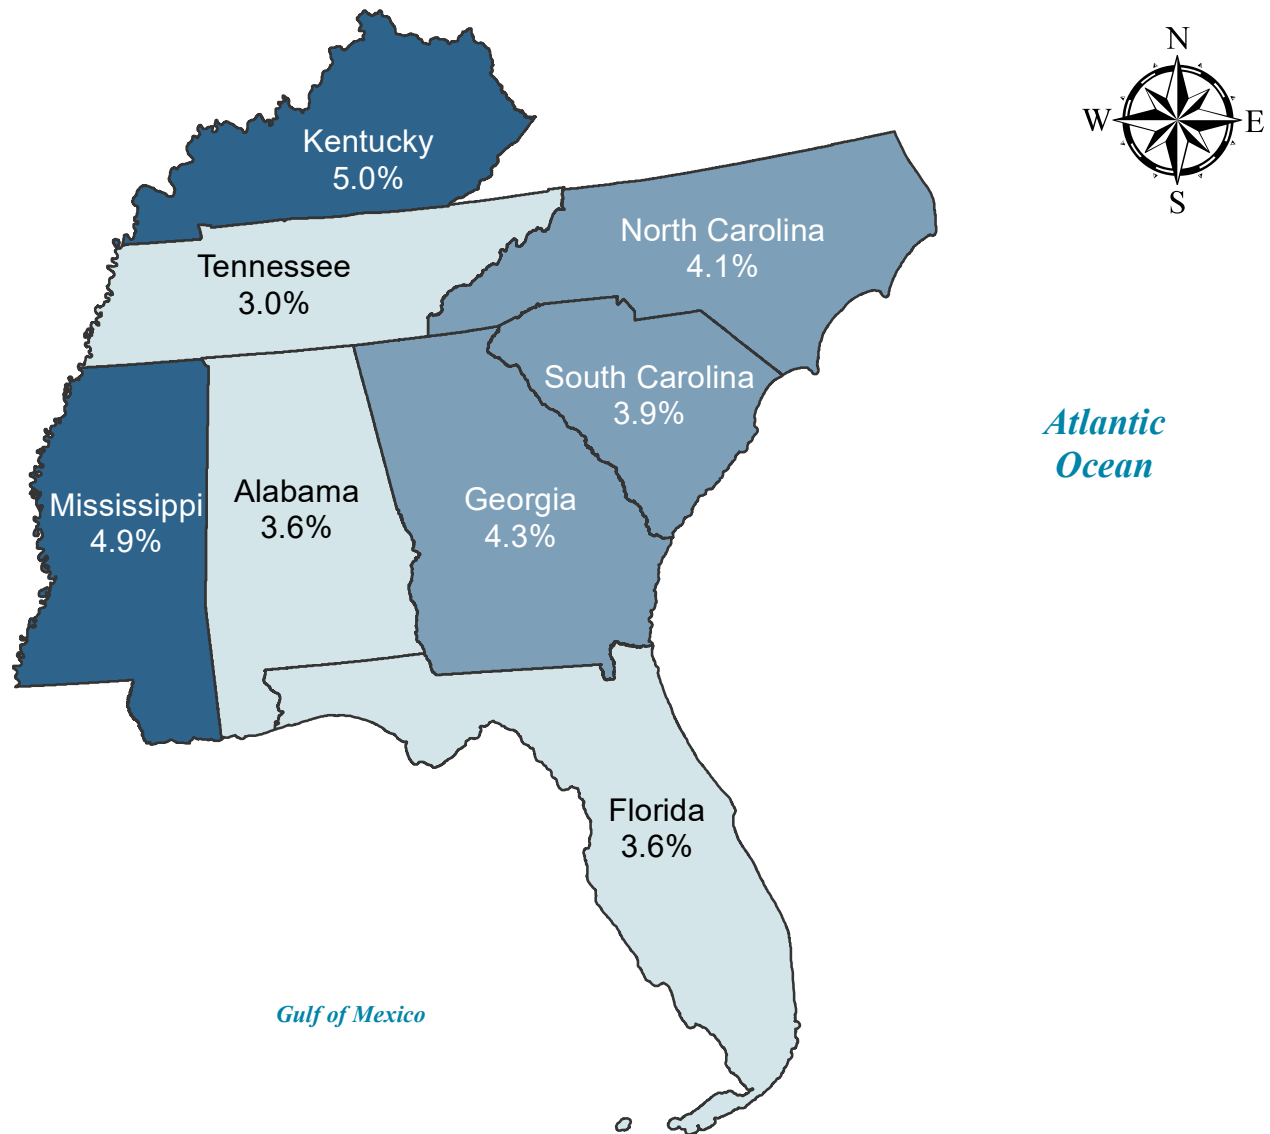 N
W
E
S
Kentucky
5.0%
North Carolina
4.1%
Tennessee
3.0%
South Carolina
3.9%
Atlantic
Ocean
Mississippi
4.9%
Alabama
3.6%
Georgia
4.3%
Florida
3.6%
Gulf of Mexico